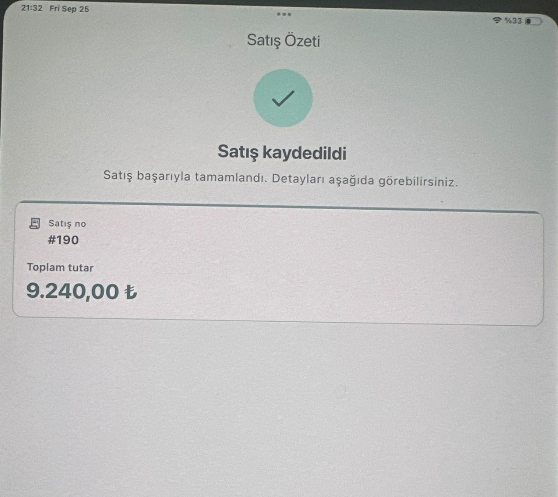 21:32 Fri Sep 25
%33
Satış Özeti
Satış kaydedildi
Satış başarıyla tamamlandı. Detayları aşağıda görebilirsiniz.
Satış no
#190
Toplam tutar
9.240,00 ₺